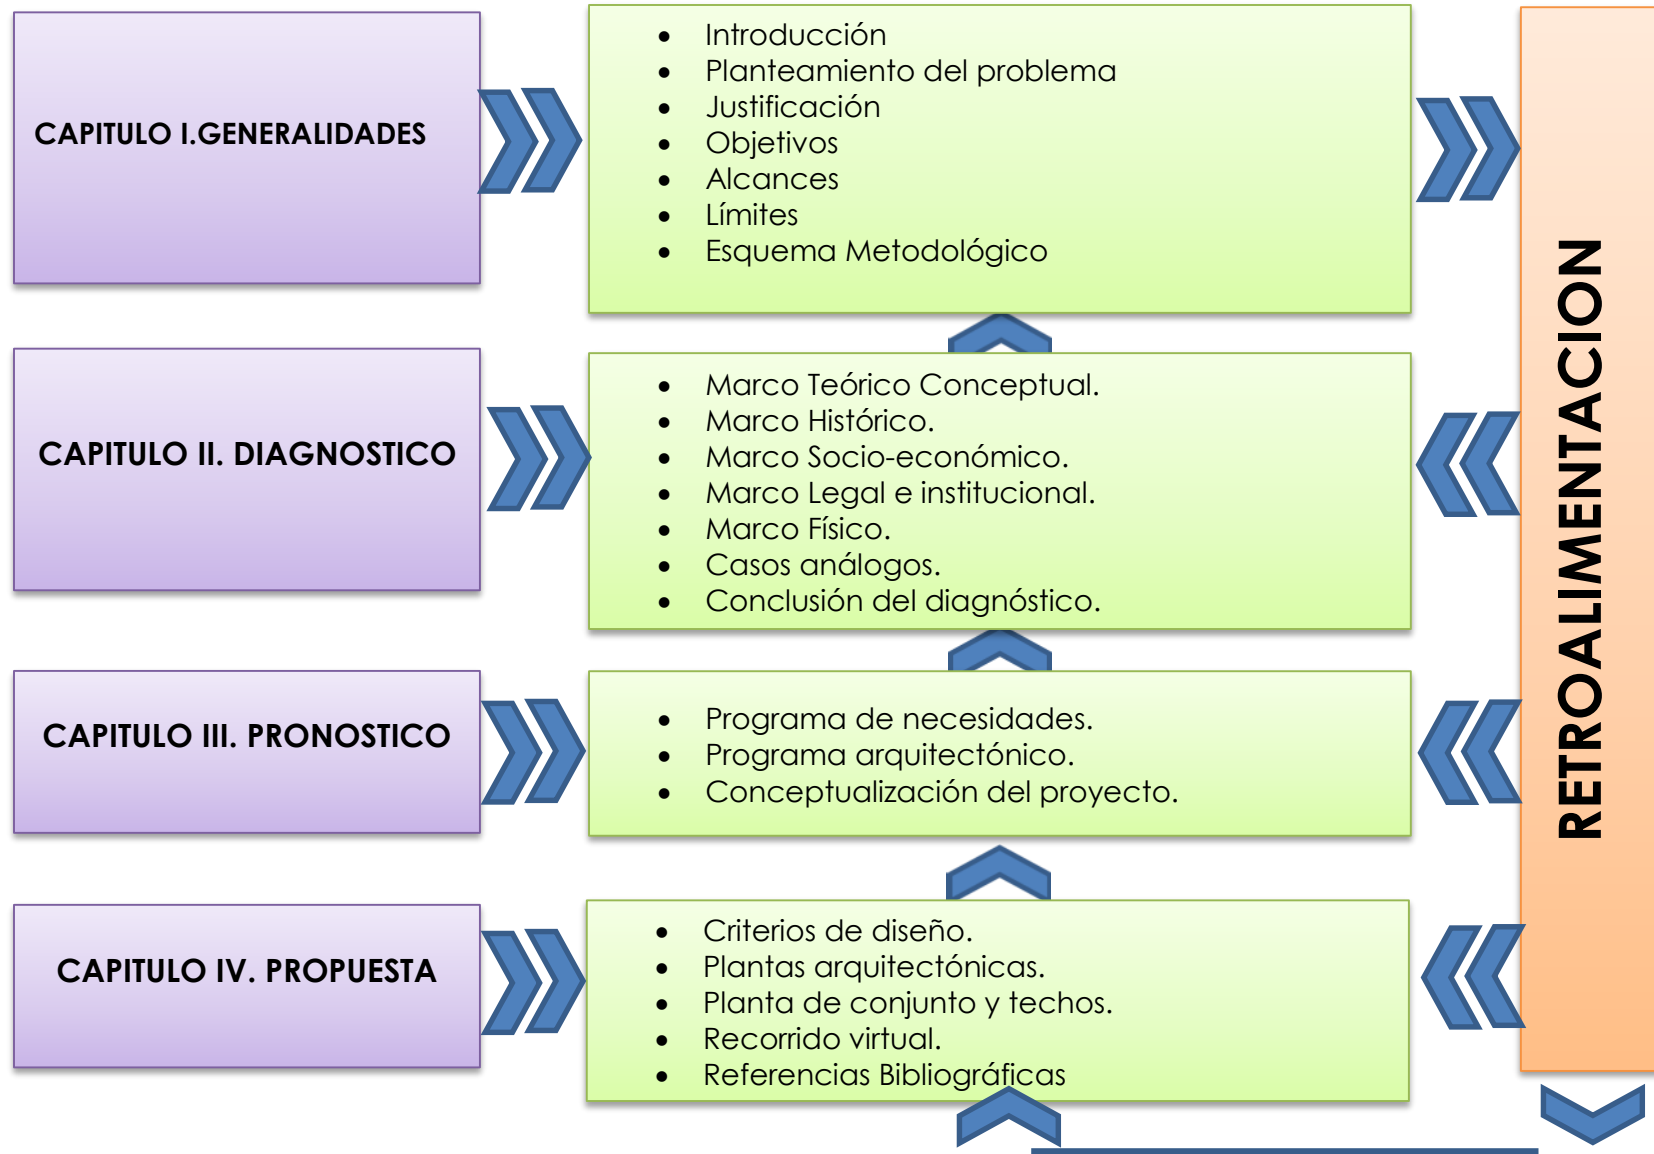 CAPITULO I.GENERALIDADES
• Introducción
• Planteamiento del problema
• Justificación
• Objetivos
• Alcances
• Límites
• Esquema Metodológico
CAPITULO II. DIAGNOSTICO
• Marco Teórico Conceptual.
• Marco Histórico.
• Marco Socio-económico.
• Marco Legal e institucional.
• Marco Físico.
• Casos análogos.
• Conclusión del diagnóstico.
CAPITULO III. PRONOSTICO
• Programa de necesidades.
• Programa arquitectónico.
• Conceptualización del proyecto.
CAPITULO IV. PROPUESTA
• Criterios de diseño.
• Plantas arquitectónicas.
• Planta de conjunto y techos.
• Recorrido virtual.
• Referencias Bibliográficas
RETROALIMENTACION